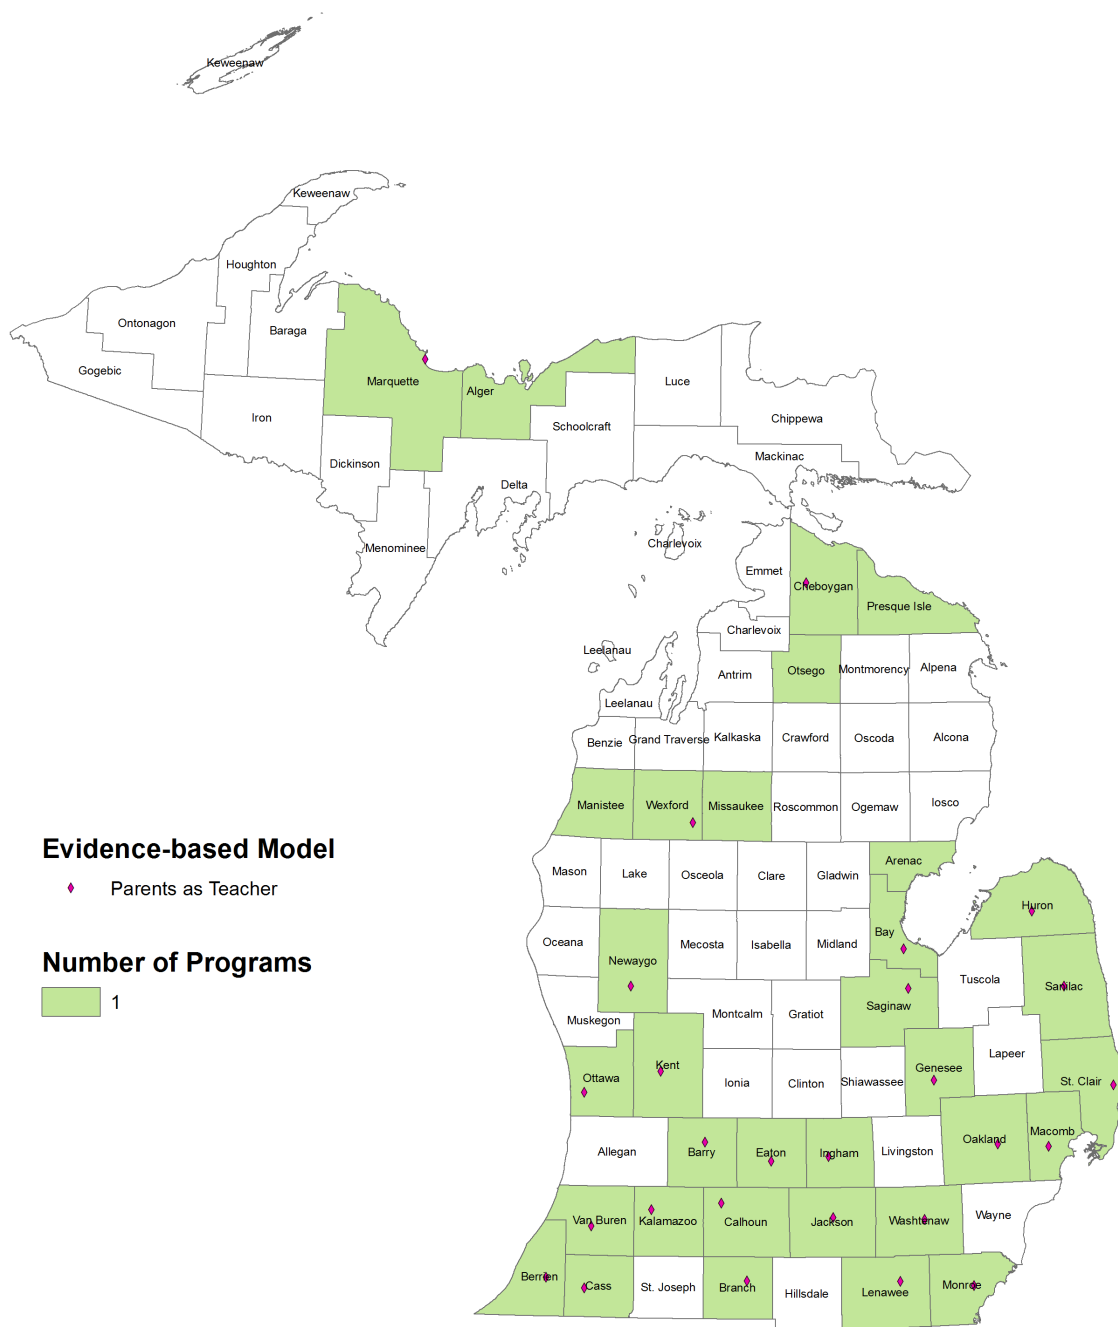 Keweenaw
Keweenaw
Houghton
Ontonagon
Baraga
Gogebic
Marquette
Alger
Luce
Iron
Chippewa
Schoolcraft
Dickinson
Mackinac
Delta
Menominee
Charlevoix
Emmet
Cheboygan
Presque Isle
Charlevoix
Leelanau
Antrim
Otsego
Montmorency
Alpena
Leelanau
Benzie
Grand Traverse
Kalkaska
Crawford
Oscoda
Alcona
Manistee
Wexford
Missaukee
Roscommon
Ogemaw
Iosco
Evidence-based Model
Parents as Teacher
Number of Programs
1
Mason
Lake
Osceola
Clare
Gladwin
Arenac
Huron
Oceana
Newaygo
Mecosta
Isabella
Midland
Bay
Tuscola
Sanilac
Muskegon
Montcalm
Gratiot
Saginaw
Ottawa
Kent
Ionia
Clinton
Shiawassee
Genesee
Lapeer
St. Clair
Allegan
Barry
Eaton
Ingham
Livingston
Oakland
Macomb
Van Buren
Kalamazoo
Calhoun
Jackson
Washtenaw
Wayne
Berrien
Cass
St. Joseph
Branch
Hillsdale
Lenawee
Monroe